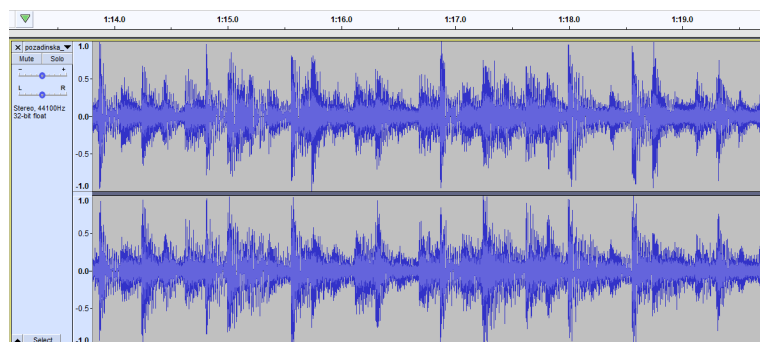 1:14.0 1:15.0 1:16.0 1:17.0 1:18.0 1:19.0
× pozadinska_▼
Mute Solo
- +
L R
Stereo, 44100Hz
32-bit float
Select
1.0
0.5-
0.0-
-0.5-
-1.0
1.0
0.5-
0.0-
-0.5-
-1.0